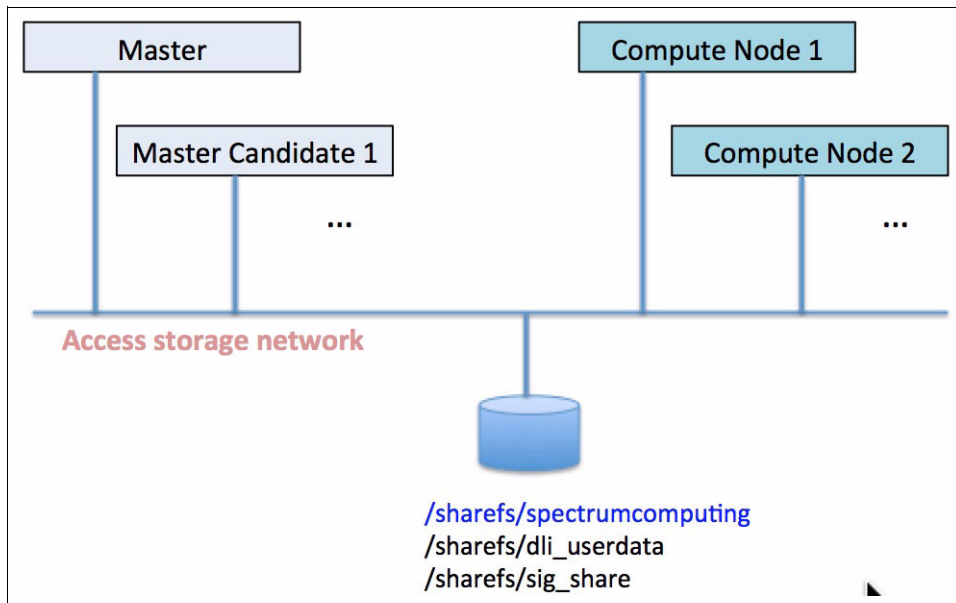 Master
Compute Node 1
Master Candidate 1
Compute Node 2
...
...
Access storage network
/sharefs/spectrumcomputing
/sharefs/dli_userdata
/sharefs/sig_share